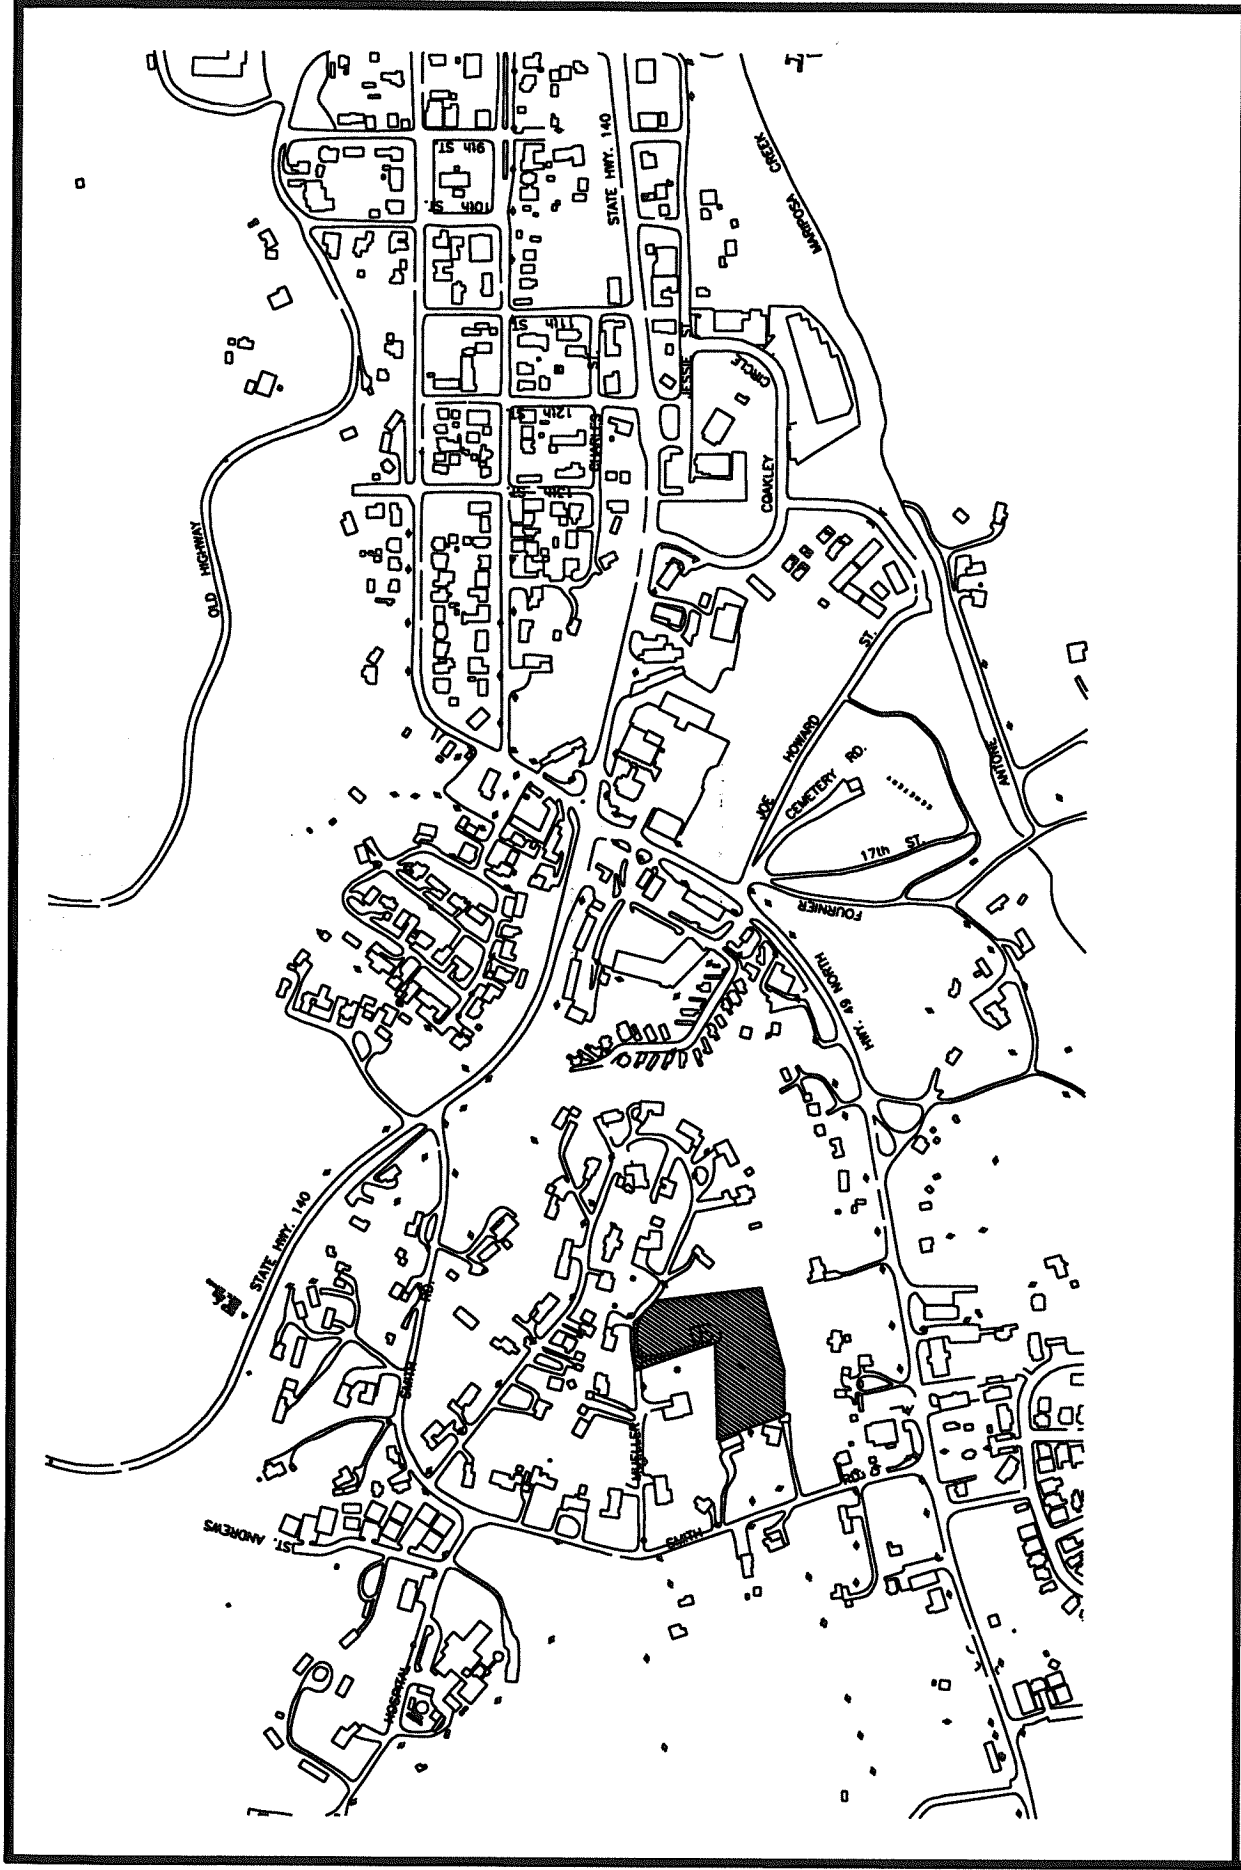 STATE HWY. 140
MARIPOSA CREEK
9th ST
10th ST.
11th ST
ST.
JESSIE ST
CIRCLE
12th ST.
CHARLES
COAKLEY
OLD HIGHWAY
ST.
JOE HOWARD
CEMETERY RD.
ANTONE
17th ST.
FOURNIER
HWY. 49 NORTH
STATE HWY. 140
RD.
SMITH
MUELLER
RD.
SMITH
ST. ANDREWS
HOSPITAL